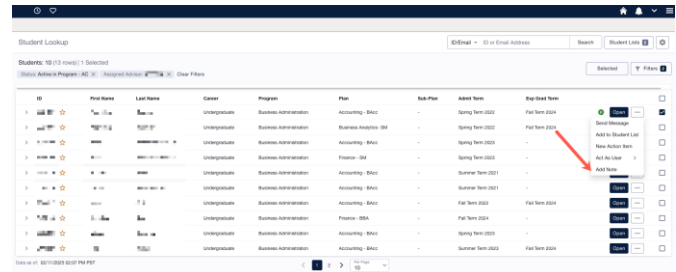 Student Lookup
ID/Email ID or Email Address Search Student Lists
Students: 10 (13 rows) | 1 Selected
Selected Filters
Status: Active in Program - AC × Assigned Advisor: × Clear Filters
ID First Name Last Name Career Program Plan Sub-Plan Admit Term Exp Grad Term
Undergraduate Business Administration Accounting - BAcc - Spring Term 2022 Fall Term 2024 Open
Send Message
Undergraduate Business Administration Business Analytics -SM - Spring Term 2022 Fall Term 2024
Add to Student List
Undergraduate Business Administration Accounting - BAcc - Spring Term 2023 -
New Action Item
Undergraduate Business Administration Finance - SM - Spring Term 2023 -
Act As User >
Add Note
Undergraduate Business Administration Accounting - BAcc - Summer Term 2021 - Open
Undergraduate Business Administration Accounting - BAcc - Summer Term 2021 - Open
Undergraduate Business Administration Accounting - BAcc - Fall Term 2023 Fall Term 2024 Open
Undergraduate Business Administration Finance - BBA - Fall Term 2024 - Open
Undergraduate Business Administration Accounting - BAcc - Spring Term 2023 - Open
Undergraduate Business Administration Accounting - BAcc - Summer Term 2023 Fall Term 2024 Open
Data as of: 02/11/2025 02:07 PM PST
1 2
Per Page
10